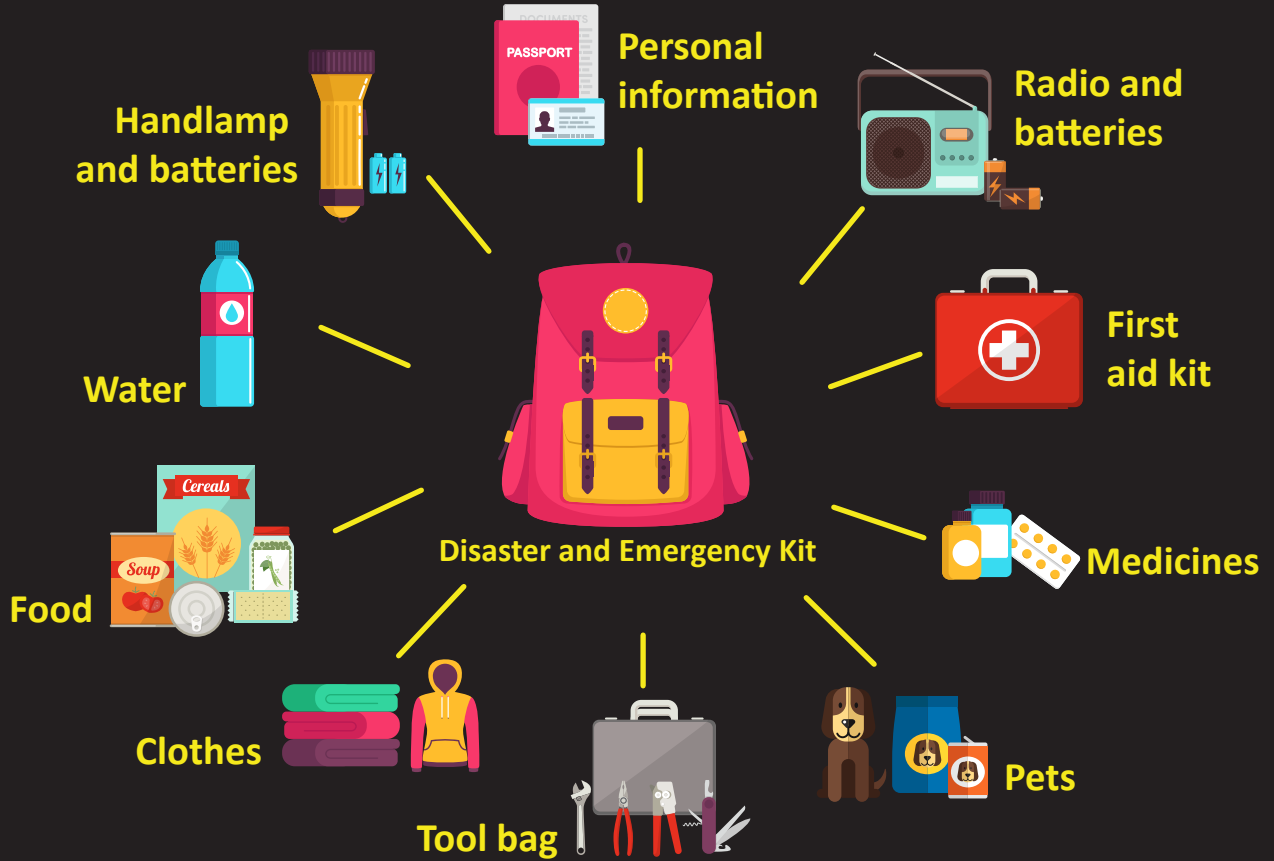 DOCUMENTS
PASSPORT
Personal
information
Radio and
batteries
Handlamp
and batteries
First
aid kit
Water
Cereals
Soup
Food
Disaster and Emergency Kit
Medicines
Clothes
Pets
Tool bag